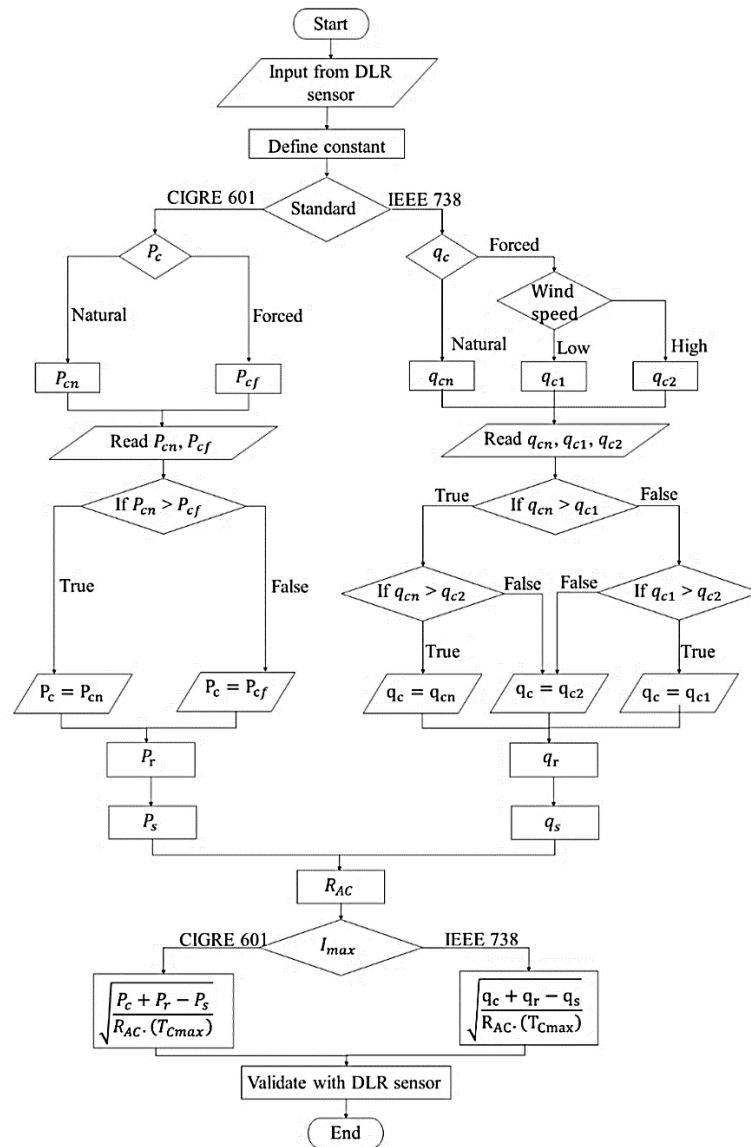 Start
Input from DLR
sensor
Define constant
CIGRE 601
Standard
IEEE 738
P_c
q_c
Forced
Wind
speed
Natural
Forced
Natural
Low
High
P_cn
P_cf
q_cn
q_c1
q_c2
Read P_cn, P_cf
Read q_cn, q_c1, q_c2
If P_cn > P_cf
True
If q_cn > q_c1
False
True
False
If q_cn > q_c2
False
False
If q_c1 > q_c2
True
True
P_c = P_cn
P_c = P_cf
q_c = q_cn
q_c = q_c2
q_c = q_c1
P_r
q_r
P_s
q_s
R_AC
CIGRE 601
I_max
IEEE 738
√((P_c + P_r − P_s) / (R_AC. (T_Cmax)))
√((q_c + q_r − q_s) / (R_AC. (T_Cmax)))
Validate with DLR sensor
End